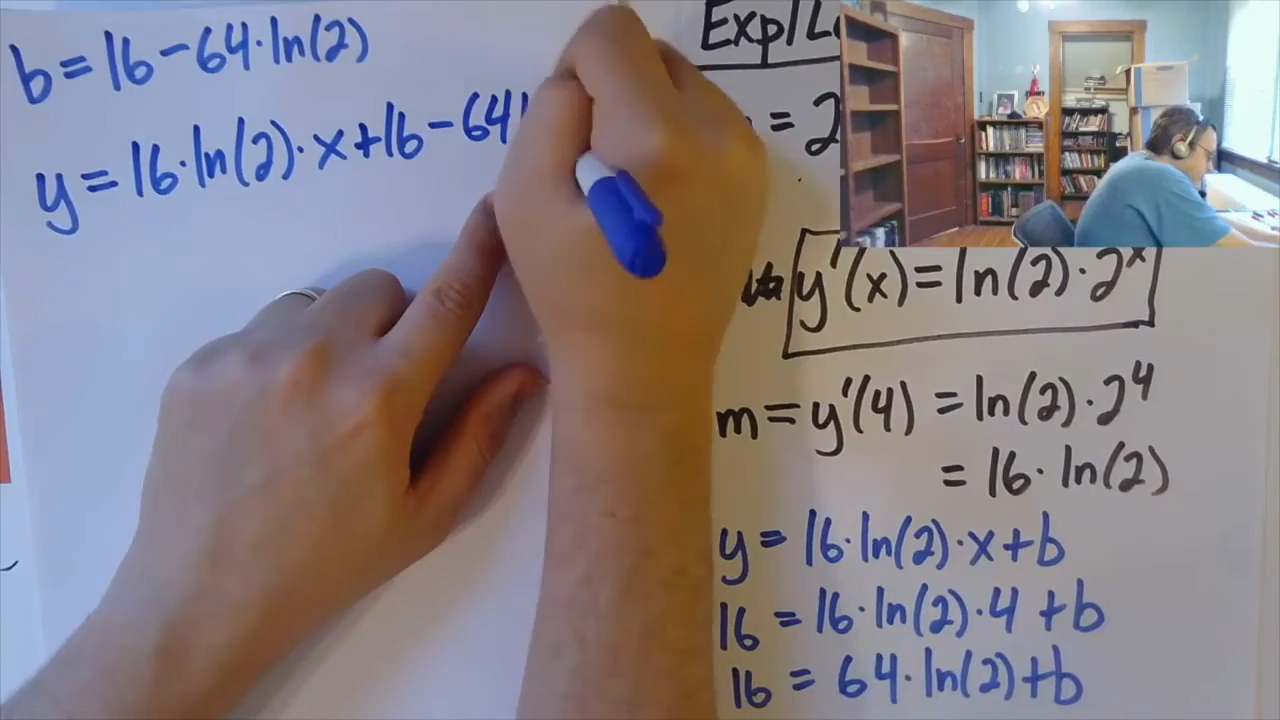 b = 16 - 64·ln(2)
y = 16·ln(2)·x + 16 - 64
Exp/L
= 2
y'(x) = ln(2)·2^x
m = y'(4) = ln(2)·2^4
= 16·ln(2)
y = 16·ln(2)·x + b
16 = 16·ln(2)·4 + b
16 = 64·ln(2) + b